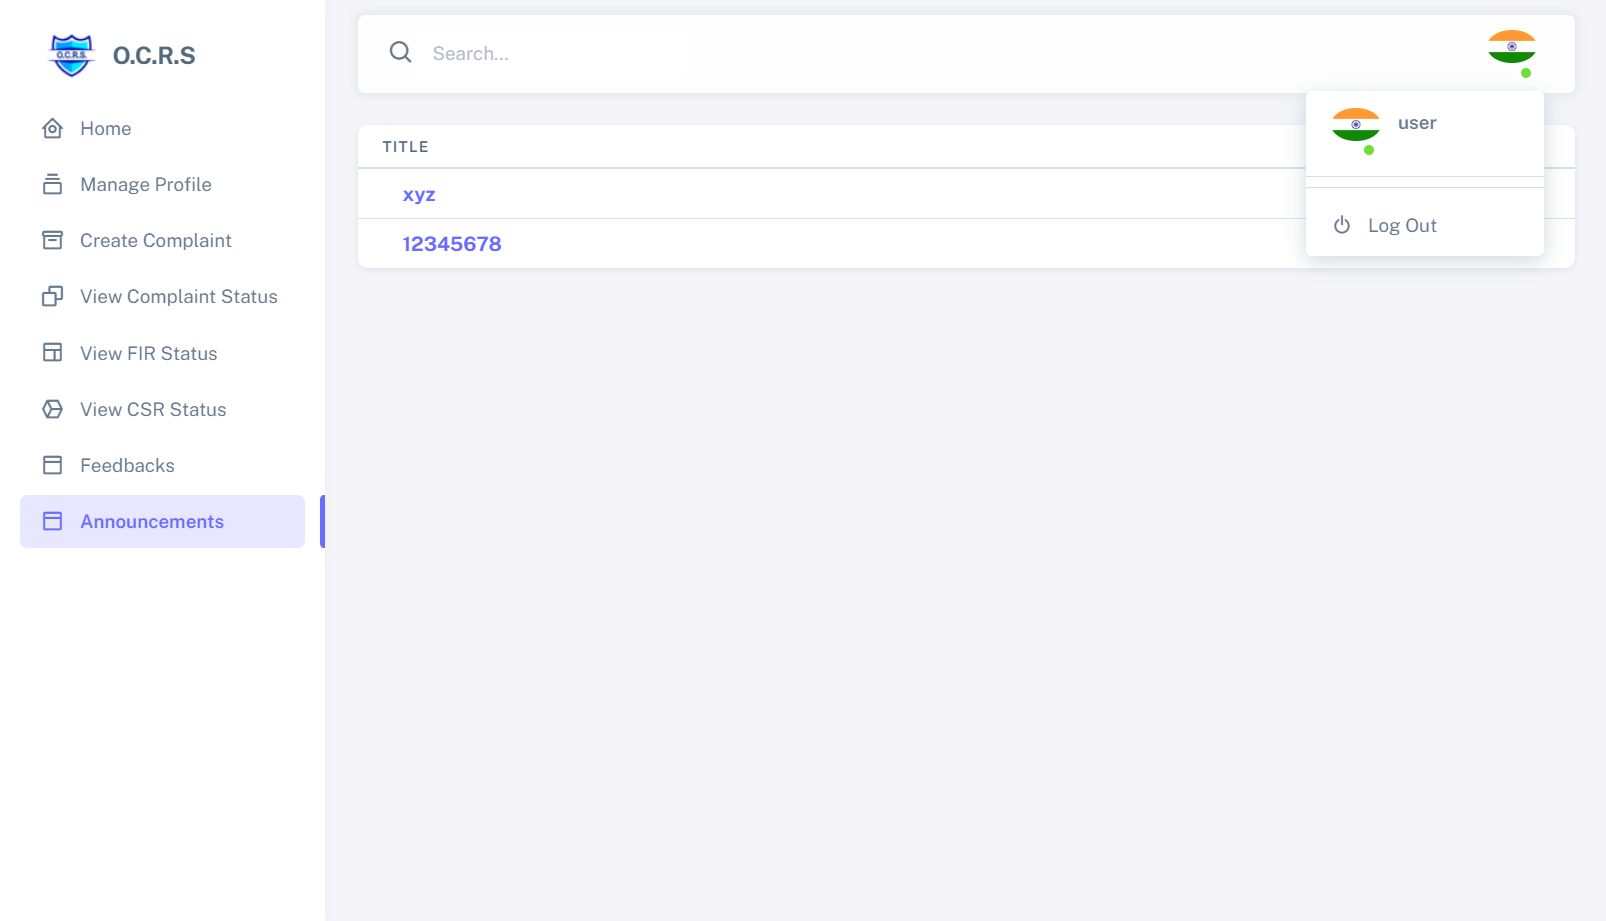 O.C.R.S.
O.C.R.S
Home
Manage Profile
Create Complaint
View Complaint Status
View FIR Status
View CSR Status
Feedbacks
Announcements
Search...
user
Log Out
TITLE
xyz
12345678